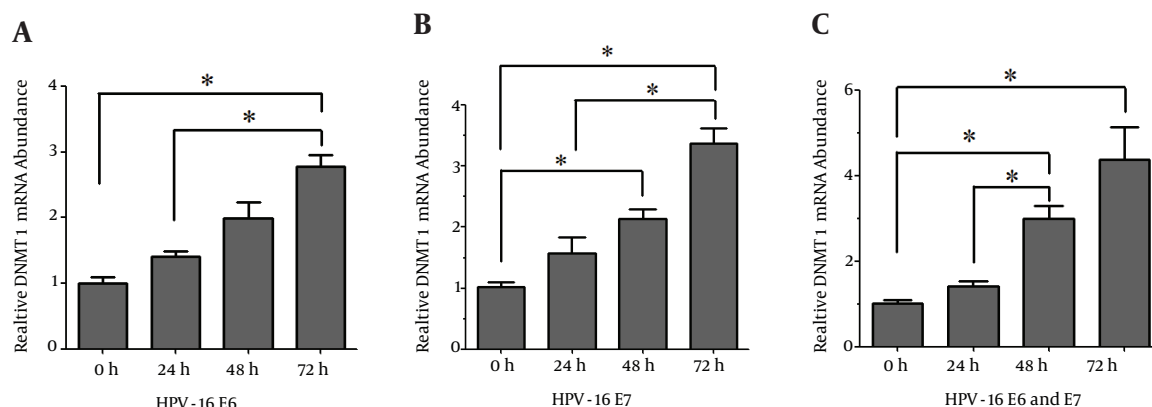 A
Realtive DNMT 1 mRNA Abundance
4
3
2
1
0
*
*
0 h 24 h 48 h 72 h
HPV-16 E6
B
Realtive DNMT 1 mRNA Abundance
4
3
2
1
0
*
*
*
0 h 24 h 48 h 72 h
HPV-16 E7
C
Realtive DNMT 1 mRNA Abundance
6
4
2
0
*
*
*
0 h 24 h 48 h 72 h
HPV-16 E6 and E7